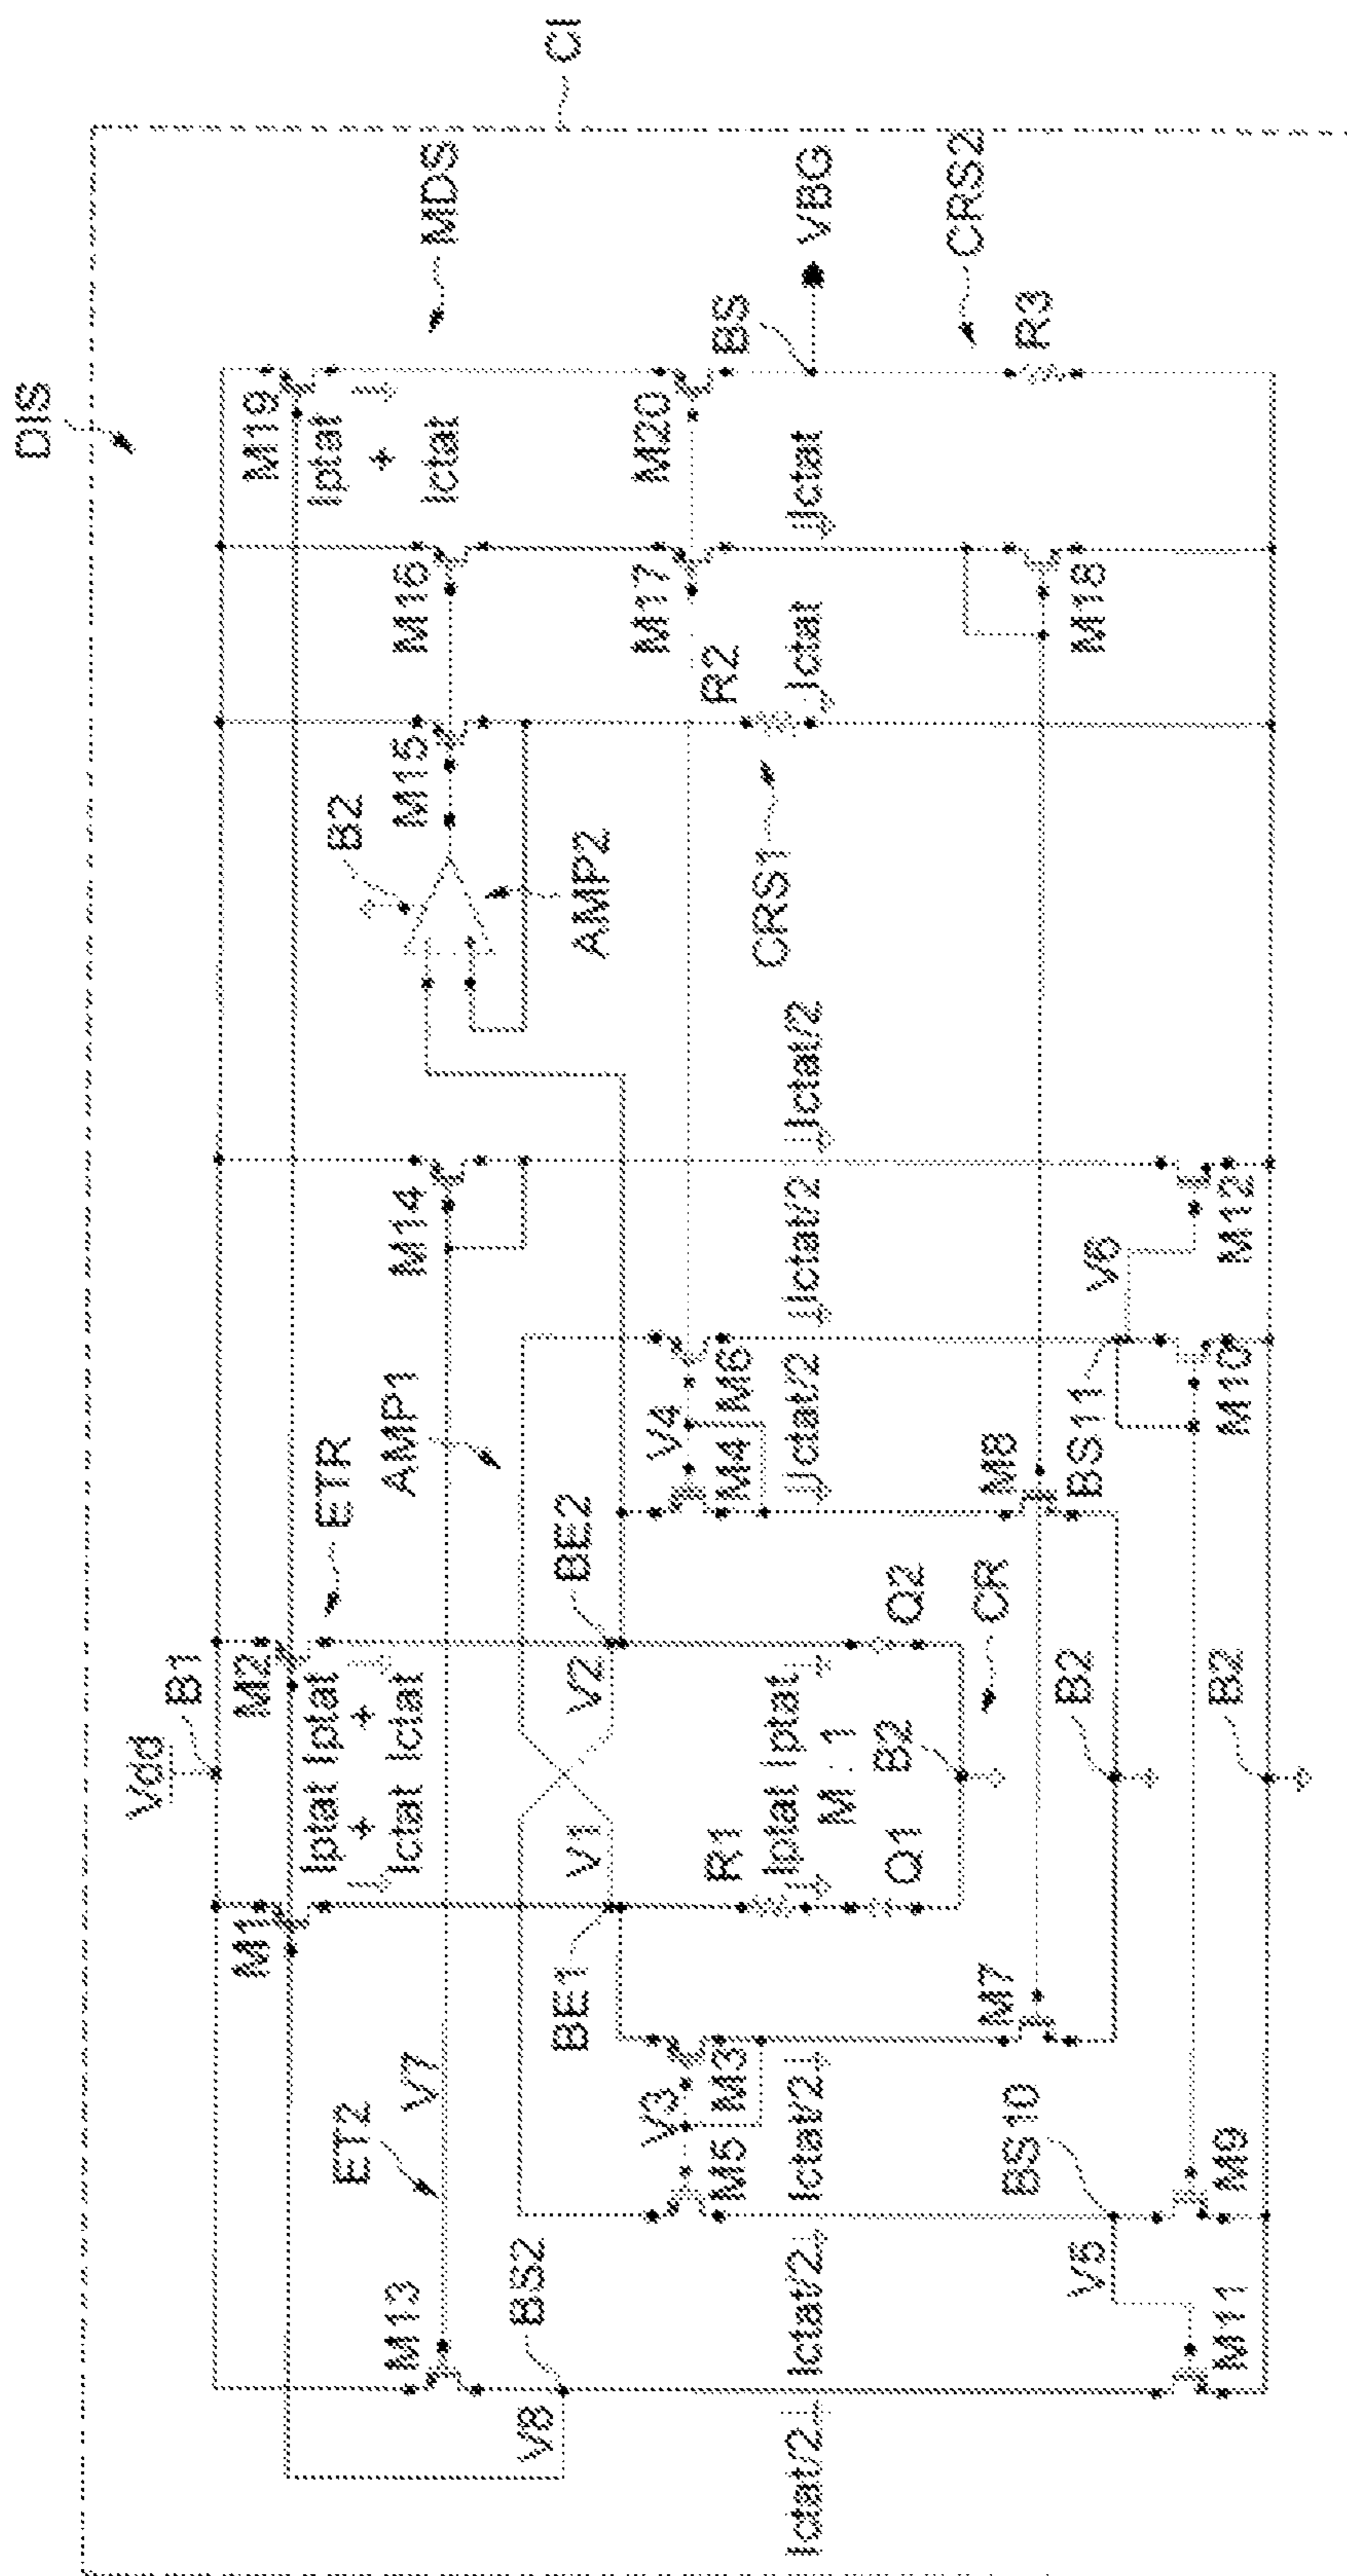 DIS
CI
Vdd
B1
M1
M2
ETR
M19
MDS
Iptat
+
Ictat
Iptat
+
Ictat
Iptat
+
Ictat
M13
ET2
V7
AMP1
M14
B2
M15
M16
AMP2
BS2
V8
BE1
V1
V2
BE2
M5
V3
M3
V4
M4
M6
R2
M17
M20
BS
VBG
Ictat/2
Ictat/2
Ictat/2
R1
Iptat
Iptat
M : 1
Ictat/2
Ictat/2
Ictat/2
CRS1
Ictat
Ictat
Q1
B2
Q2
CR
CRS2
R3
BS10
M7
M8
BS11
B2
V5
V6
M18
M11
M9
B2
M10
M12